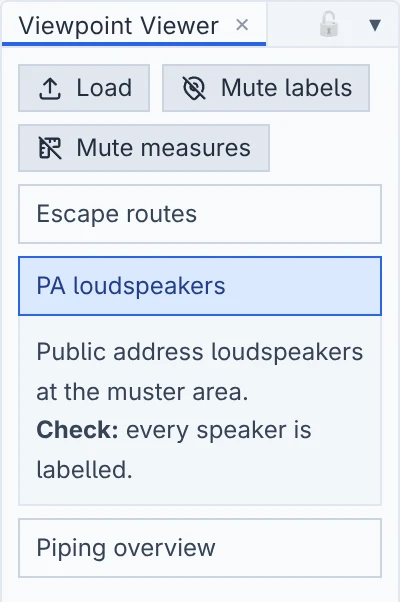 Viewpoint Viewer
Load
Mute labels
Mute measures
Escape routes
PA loudspeakers
Public address loudspeakers
at the muster area.
Check: every speaker is
labelled.
Piping overview